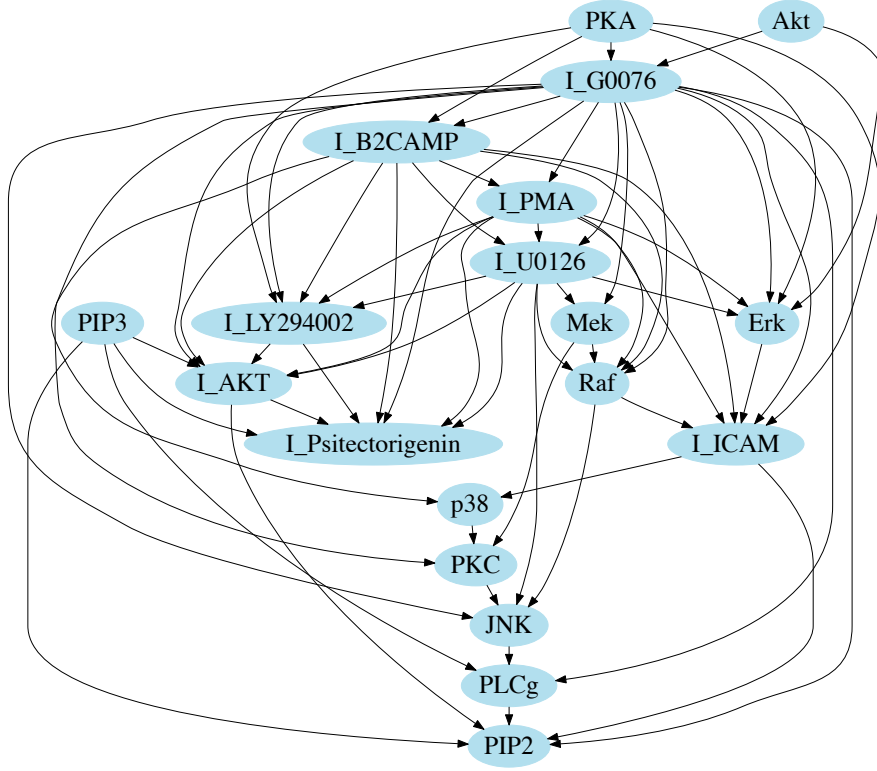 PKA
Akt
I_G0076
I_B2CAMP
I_PMA
I_U0126
PIP3
I_LY294002
Mek
Erk
I_AKT
Raf
I_Psitectorigenin
I_ICAM
p38
PKC
JNK
PLCg
PIP2